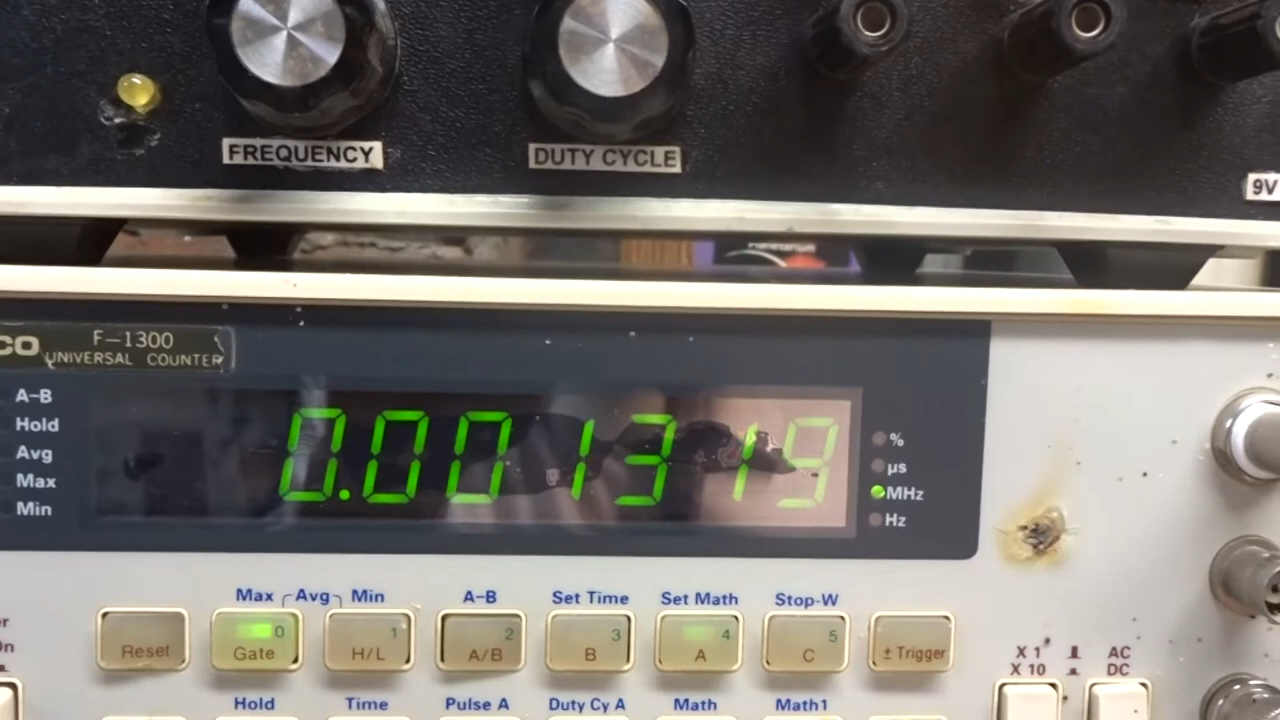 FREQUENCY
DUTY CYCLE
9V
CO
F-1300
UNIVERSAL COUNTER
A-B
Hold
Avg
Max
Min
0.001319
%
µs
MHz
Hz
Max Avg Min
A-B
Set Time
Set Math
Stop-W
Reset
0
Gate
1
H/L
2
A/B
3
B
4
A
5
C
± Trigger
X 1
X 10
AC
DC
Hold
Time
Pulse A
Duty Cy A
Math
Math1